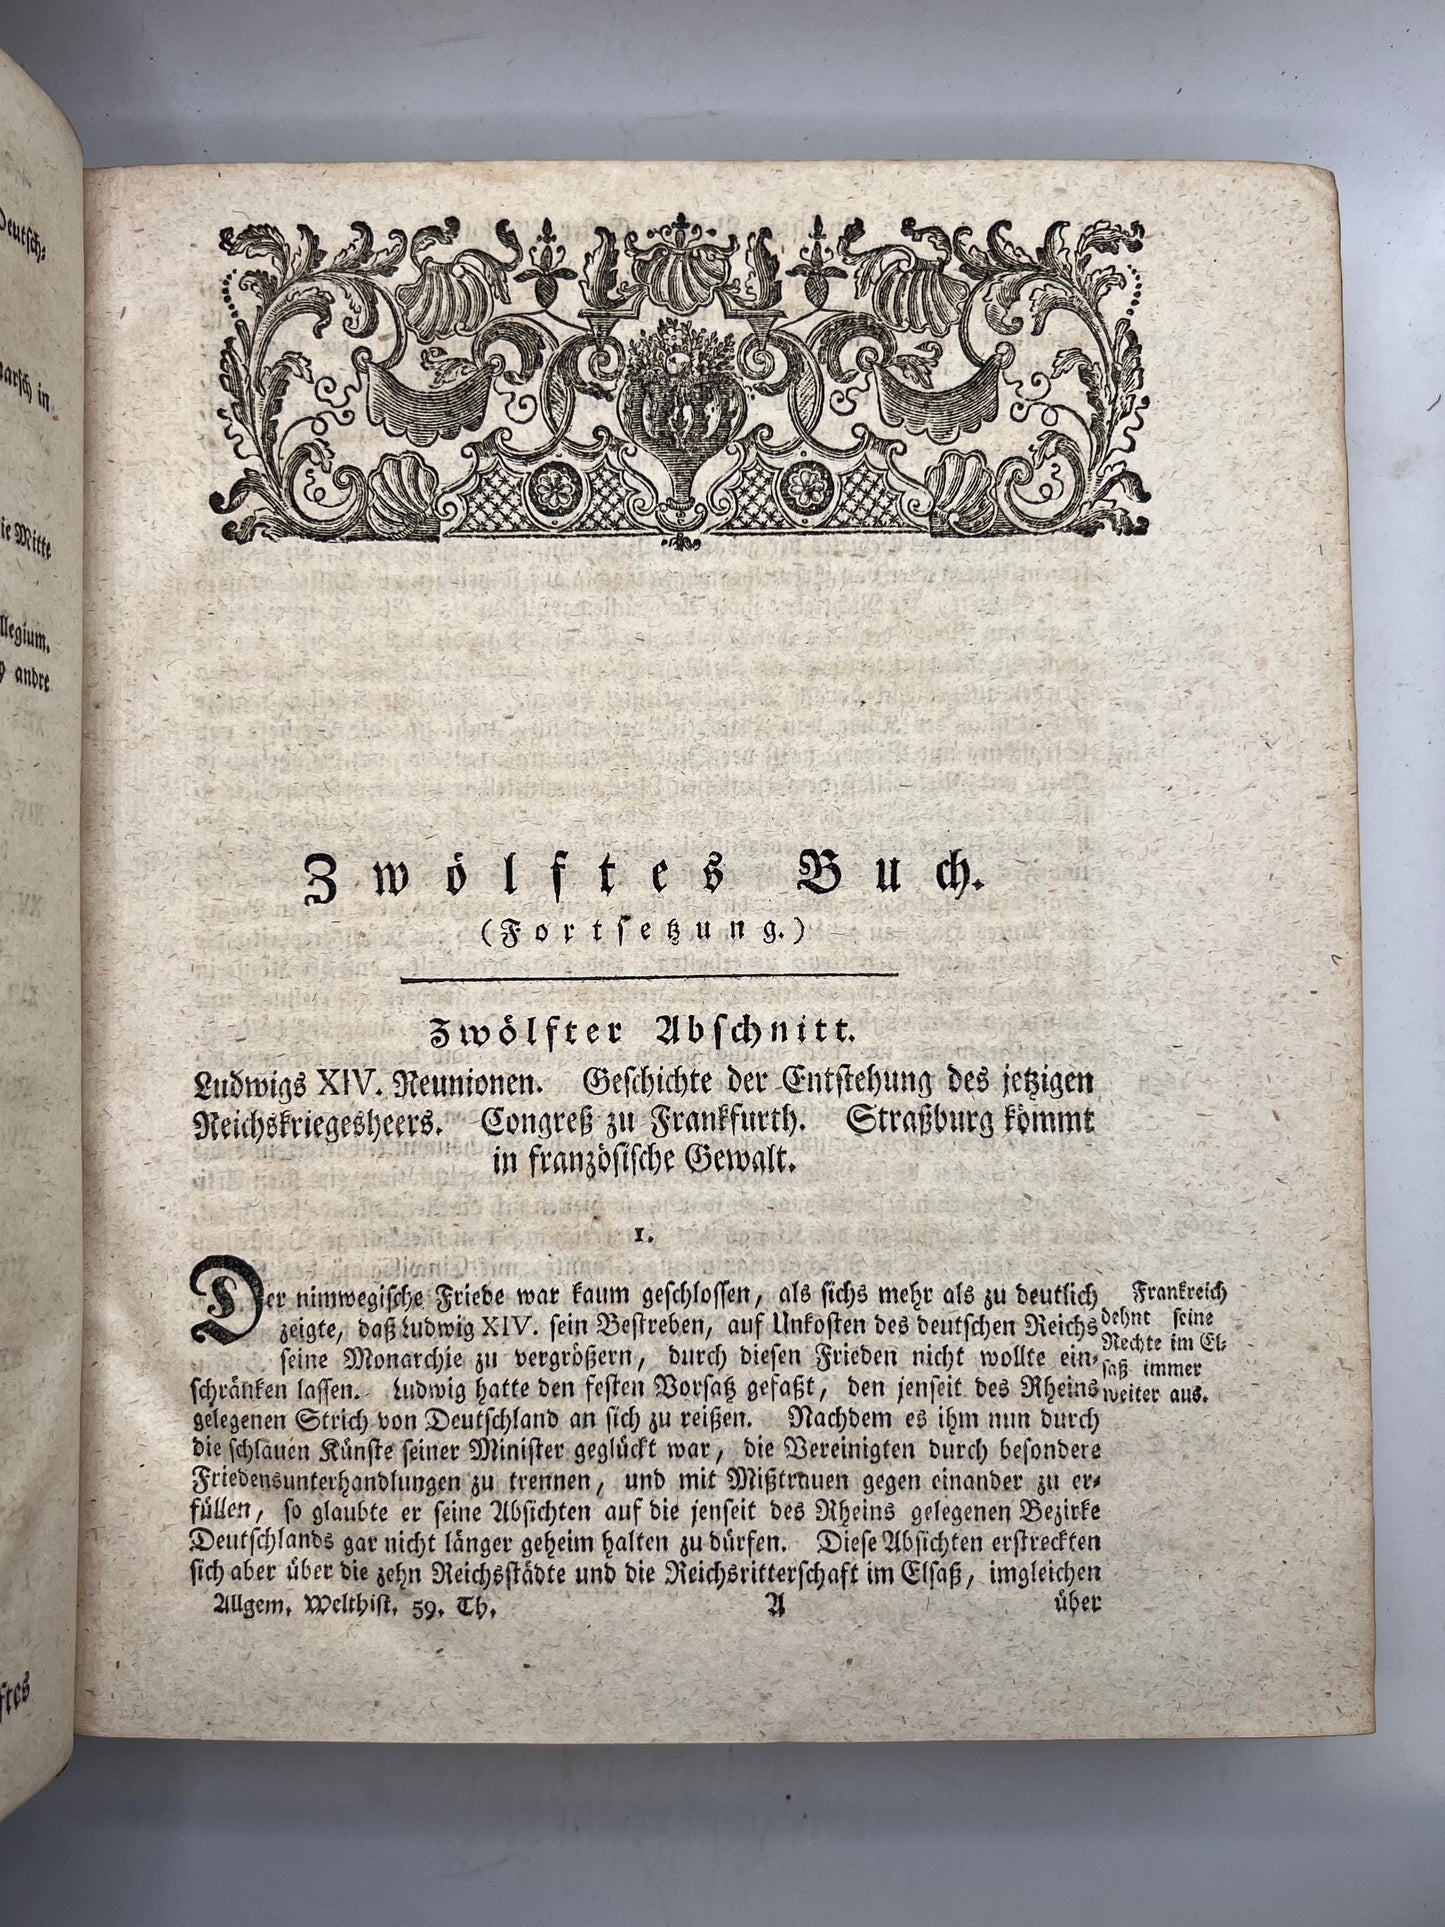 Deutsch-
marsch in
die Mitte
andre
Zwölftes Buch.
(Fortsetzung.)
Zwölfter Abschnitt.
Ludwigs XIV. Reunionen. Geschichte der Entstehung des jetzigen
Reichskriegesheers. Congreß zu Frankfurth. Straßburg kömmt
in französische Gewalt.
1.
Der nimwegische Friede war kaum geschlossen, als sichs mehr als zu deutlich
zeigte, daß Ludwig XIV. sein Bestreben, auf Unkosten des deutschen Reichs
seine Monarchie zu vergrößern, durch diesen Frieden nicht wollte ein-
schränken lassen. Ludwig hatte den festen Vorsatz gefaßt, den jenseit des Rheins
gelegenen Strich von Deutschland an sich zu reißen. Nachdem es ihm nun durch
die schlauen Künste seiner Minister geglückt war, die Vereinigten durch besondere
Friedensunterhandlungen zu trennen, und mit Mißtrauen gegen einander zu er-
füllen, so glaubte er seine Absichten auf die jenseit des Rheins gelegenen Bezirke
Deutschlands gar nicht länger geheim halten zu dürfen. Diese Absichten erstreckten
sich aber über die zehn Reichsstädte und die Reichsritterschaft im Elsaß, imgleichen
Frankreich
dehnt seine
Rechte im El-
saß immer
weiter aus.
Allgem. Welthist. 59. Th. A über